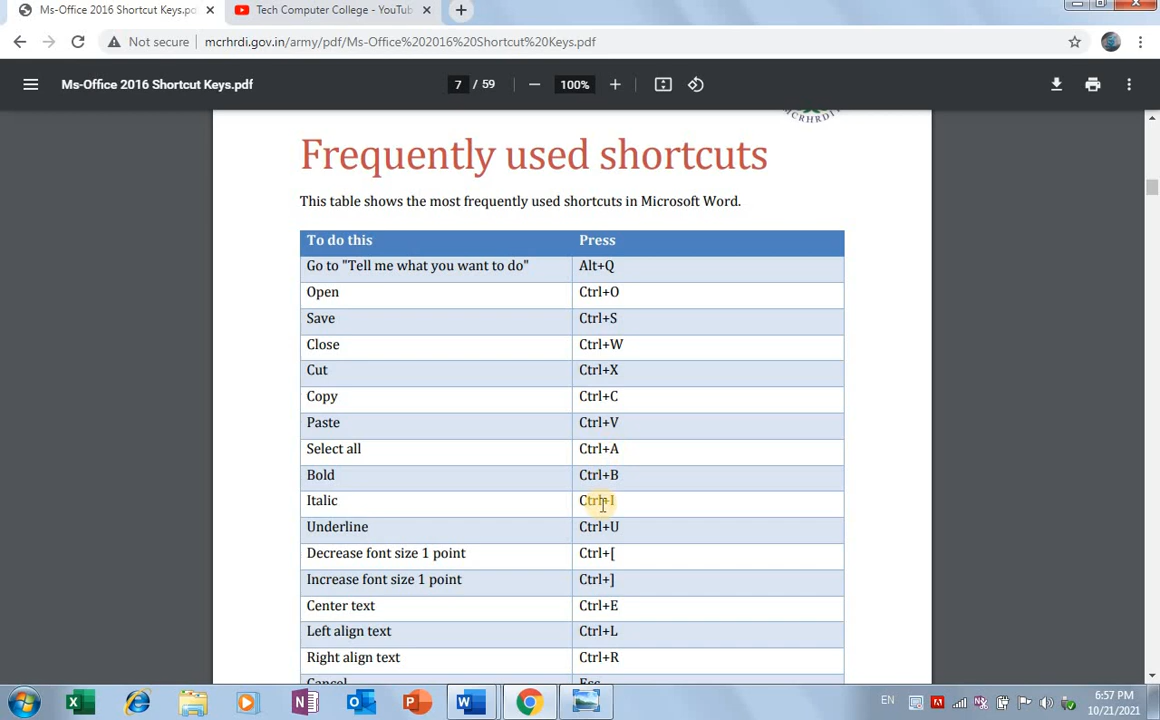 Ms-Office 2016 Shortcut Keys.po
Tech Computer College - YouTub
Not secure
mcrhrdi.gov.in/army/pdf/Ms-Office%202016%20Shortcut%20Keys.pdf
Ms-Office 2016 Shortcut Keys.pdf
7 / 59
100%
MCRHRDIT
Frequently used shortcuts
This table shows the most frequently used shortcuts in Microsoft Word.
To do this Press
Go to "Tell me what you want to do" Alt+Q
Open Ctrl+O
Save Ctrl+S
Close Ctrl+W
Cut Ctrl+X
Copy Ctrl+C
Paste Ctrl+V
Select all Ctrl+A
Bold Ctrl+B
Italic Ctrl+I
Underline Ctrl+U
Decrease font size 1 point Ctrl+[
Increase font size 1 point Ctrl+]
Center text Ctrl+E
Left align text Ctrl+L
Right align text Ctrl+R
Cancel Esc
EN
6:57 PM
10/21/2021